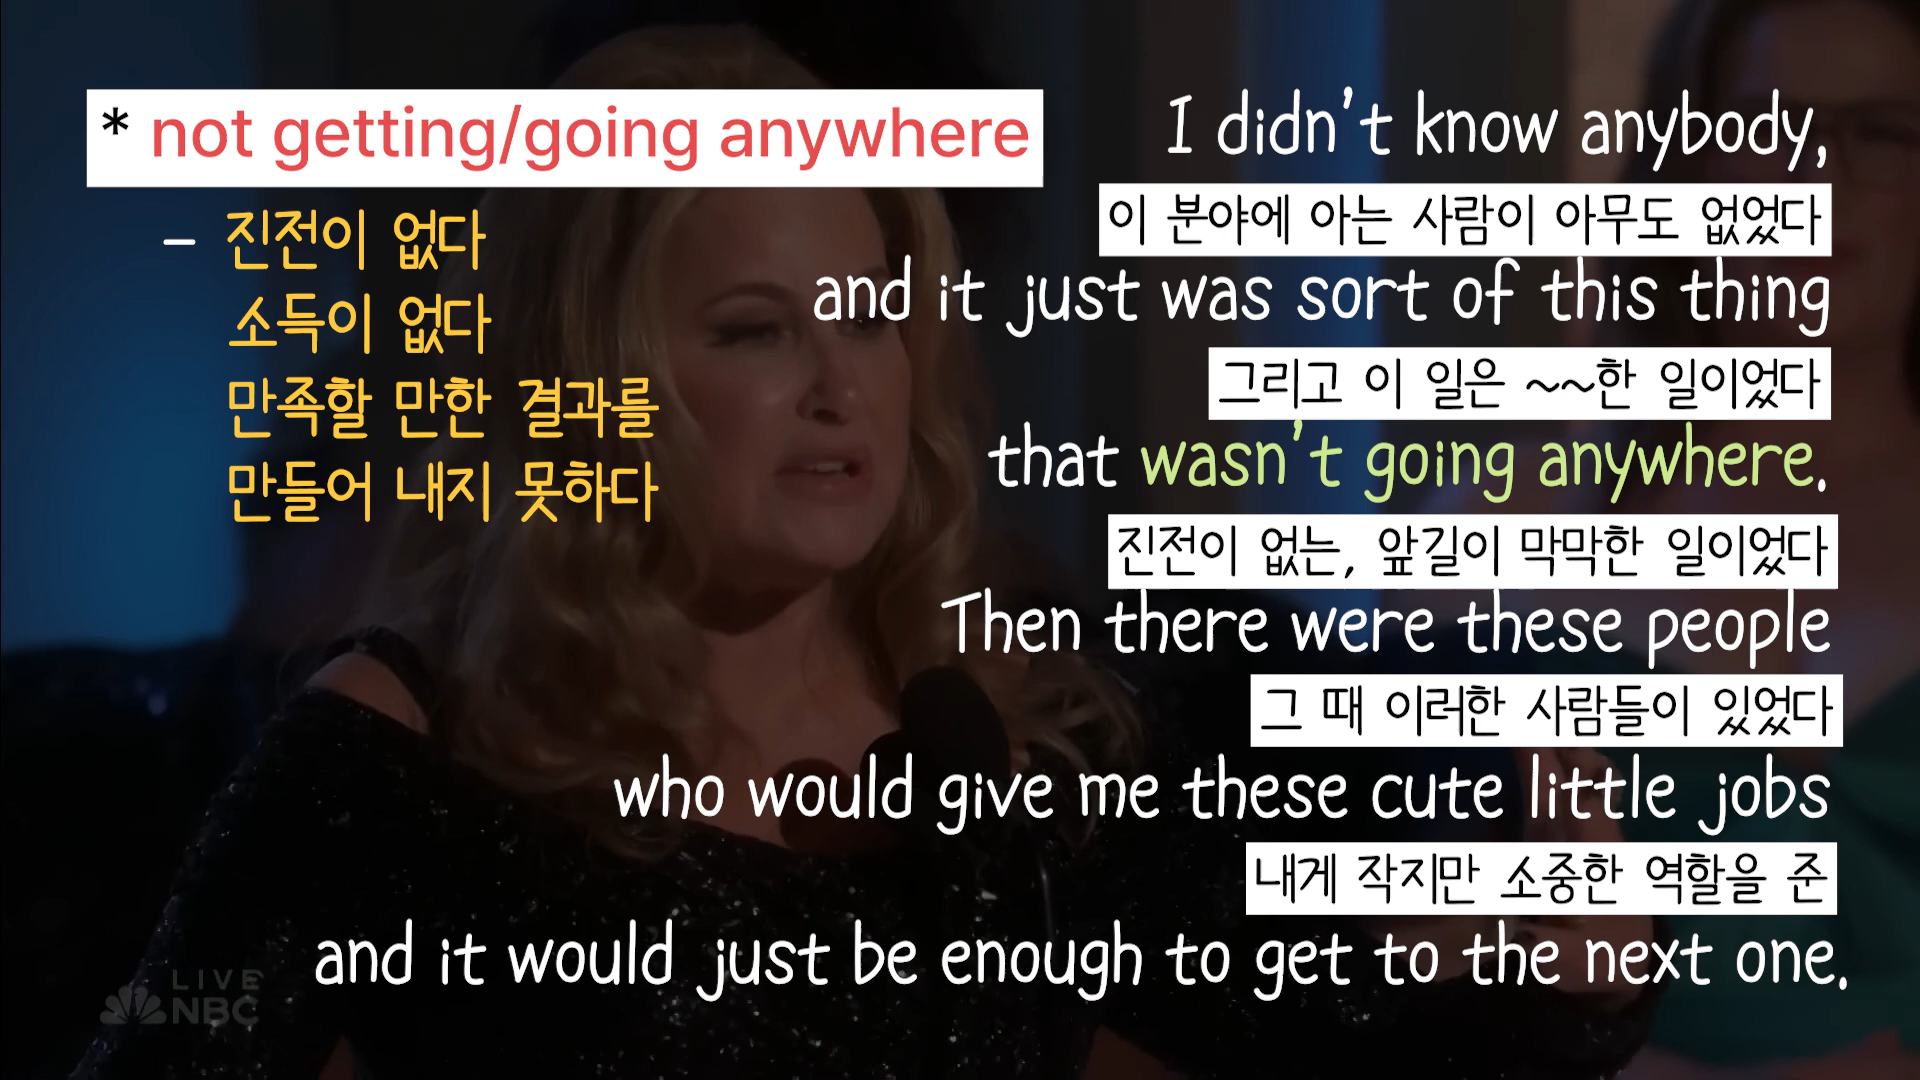 * not getting/going anywhere
– 진전이 없다
소득이 없다
만족할 만한 결과를
만들어 내지 못하다
I didn't know anybody,
이 분야에 아는 사람이 아무도 없었다
and it just was sort of this thing
그리고 이 일은 ~~한 일이었다
that wasn't going anywhere.
진전이 없는, 앞길이 막막한 일이었다
Then there were these people
그 때 이러한 사람들이 있었다
who would give me these cute little jobs
내게 작지만 소중한 역할을 준
and it would just be enough to get to the next one.
LIVE
NBC